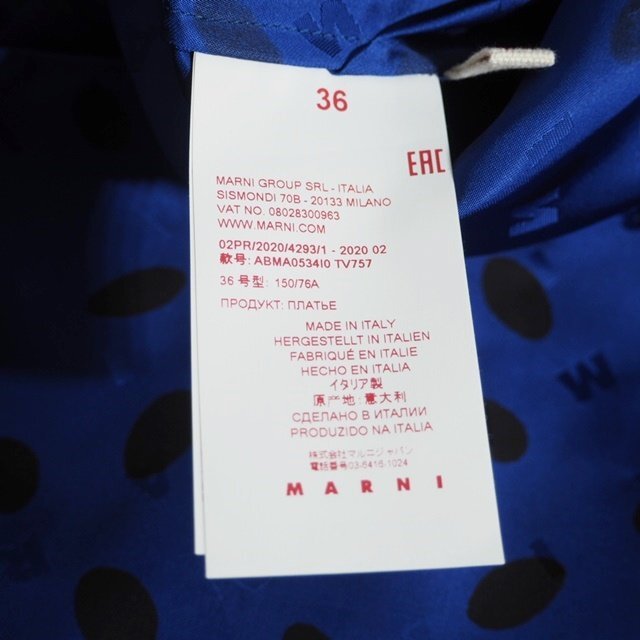 36
EAC
MARNI GROUP SRL - ITALIA
SISMONDI 70B - 20133 MILANO
VAT NO. 08028300963
WWW.MARNI.COM
02PR/2020/4293/1 - 2020 02
款号: ABMA0534I0 TV757
36 号型: 150/76A
ПРОДУКТ: ПЛАТЬЕ
MADE IN ITALY
HERGESTELLT IN ITALIEN
FABRIQUÉ EN ITALIE
HECHO EN ITALIA
イタリア製
原产地: 意大利
СДЕЛАНО В ИТАЛИИ
PRODUZIDO NA ITALIA
株式会社マルニジャパン
電話番号03-6416-1024
MARNI